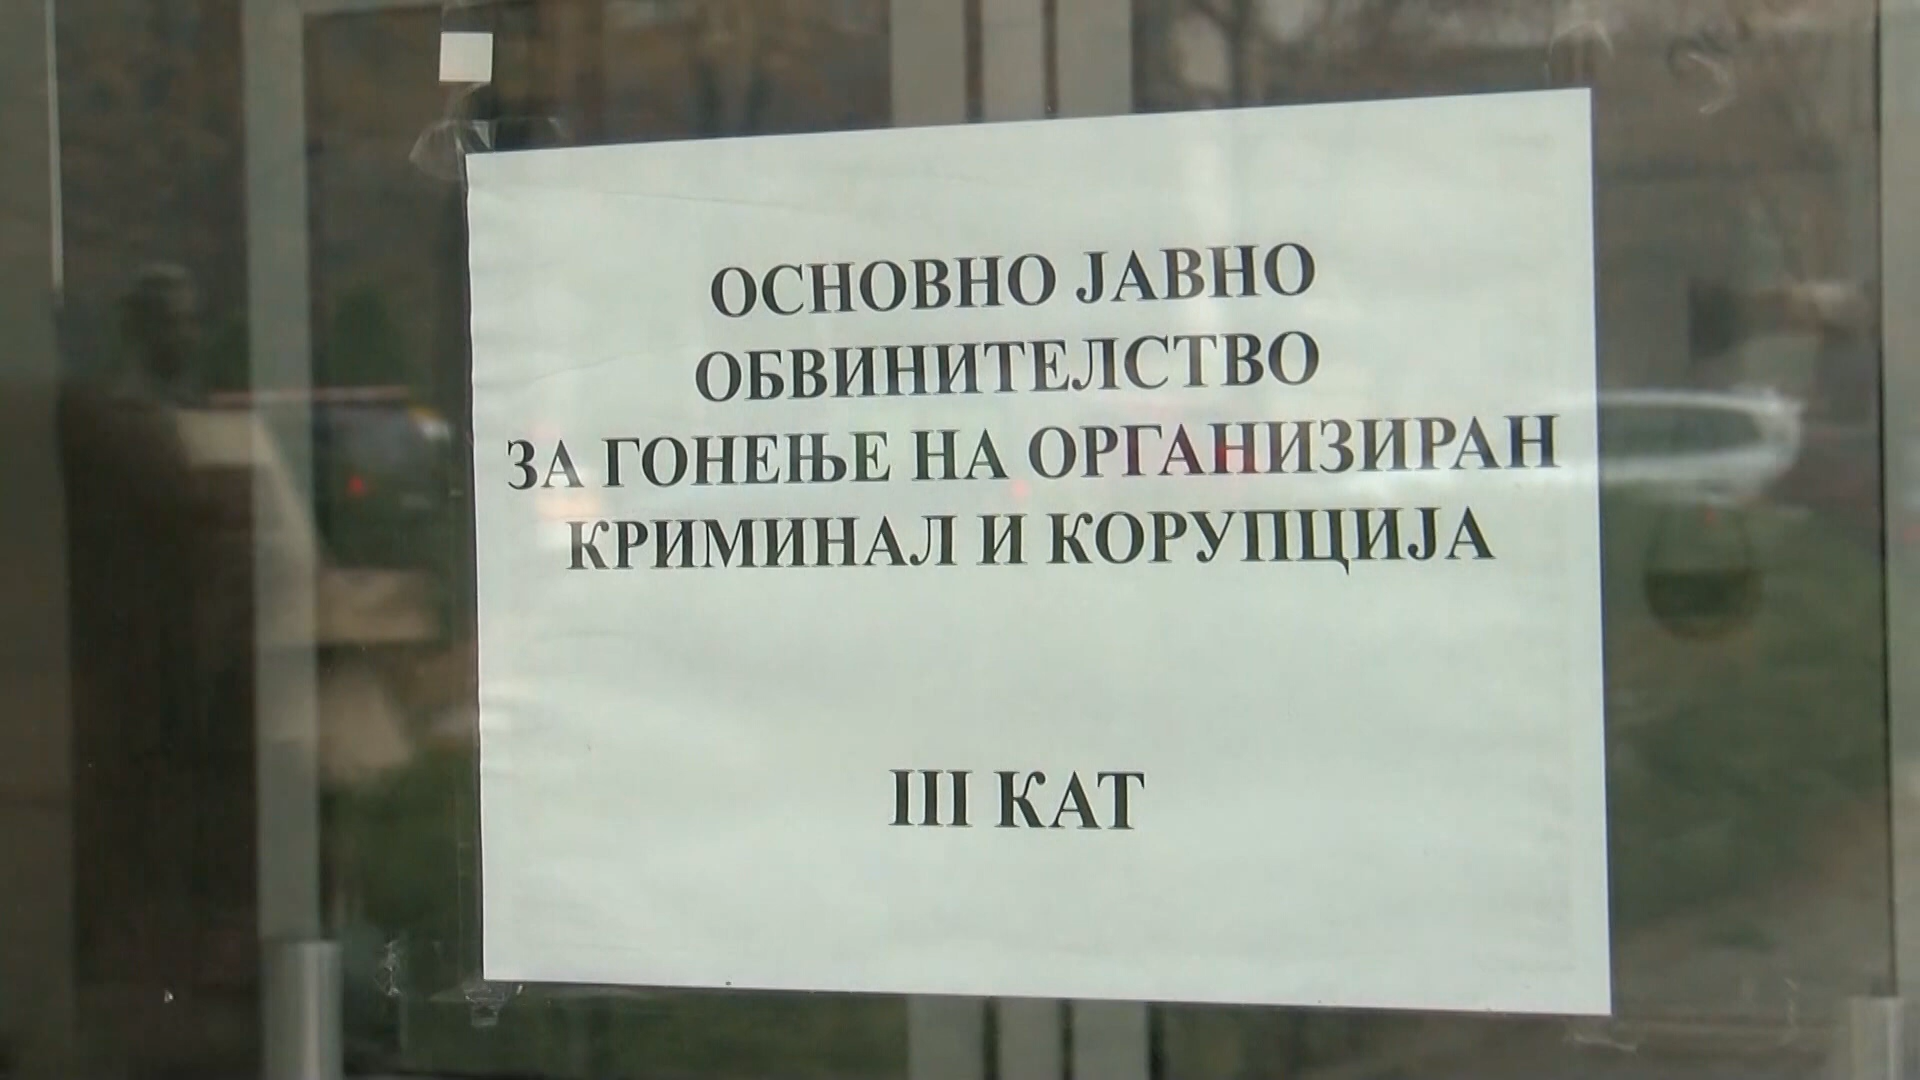 ОСНОВНО ЈАВНО
ОБВИНИТЕЛСТВО
ЗА ГОНЕЊЕ НА ОРГАНИЗИРАН
КРИМИНАЛ И КОРУПЦИЈА
III КАТ